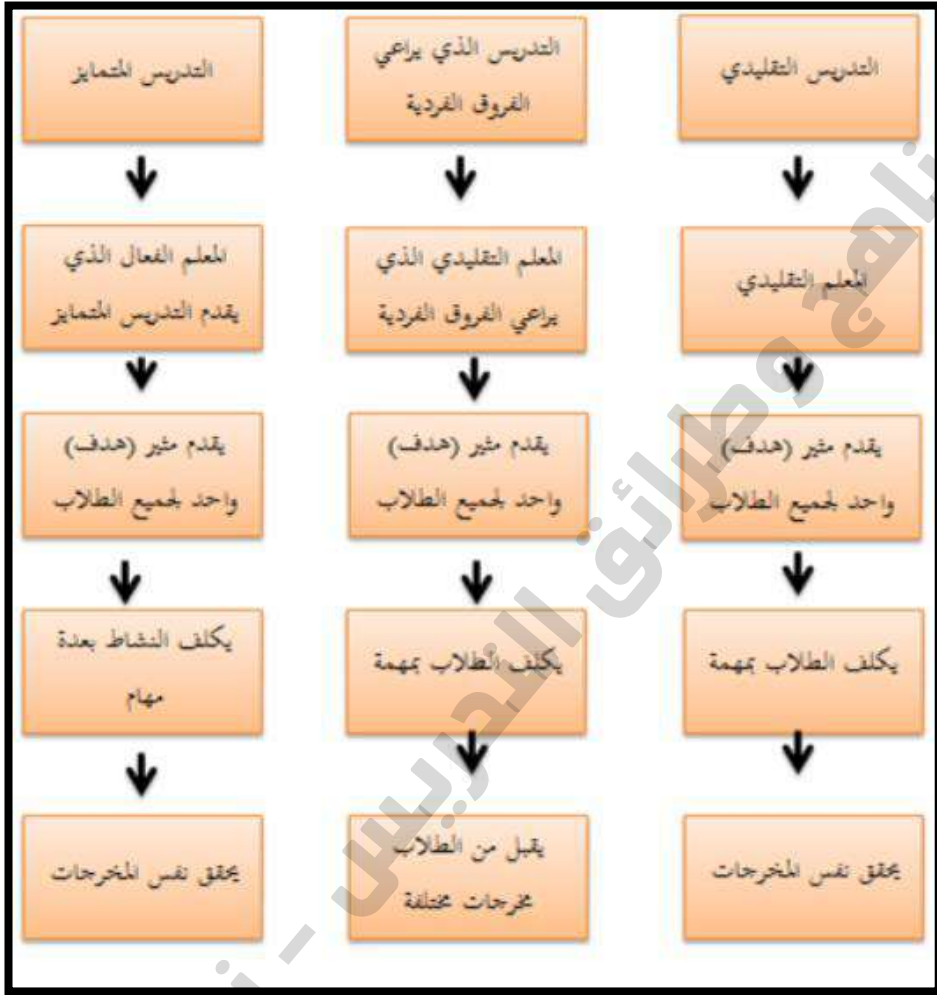 التدريس التقليدي
المعلم التقليدي
يقدم مثير (هدف)
واحد لجميع الطلاب
يكلف الطلاب بمهمة
يحقق نفس المخرجات
التدريس الذي يراعي
الفروق الفردية
المعلم التقليدي الذي
يراعي الفروق الفردية
يقدم مثير (هدف)
واحد لجميع الطلاب
يكلف الطلاب بمهمة
يقبل من الطلاب
مخرجات مختلفة
التدريس المتمايز
المعلم الفعال الذي
يقدم التدريس المتمايز
يقدم مثير (هدف)
واحد لجميع الطلاب
يكلف النشاط بعدة
مهام
يحقق نفس المخرجات
وطرائق التدريس -